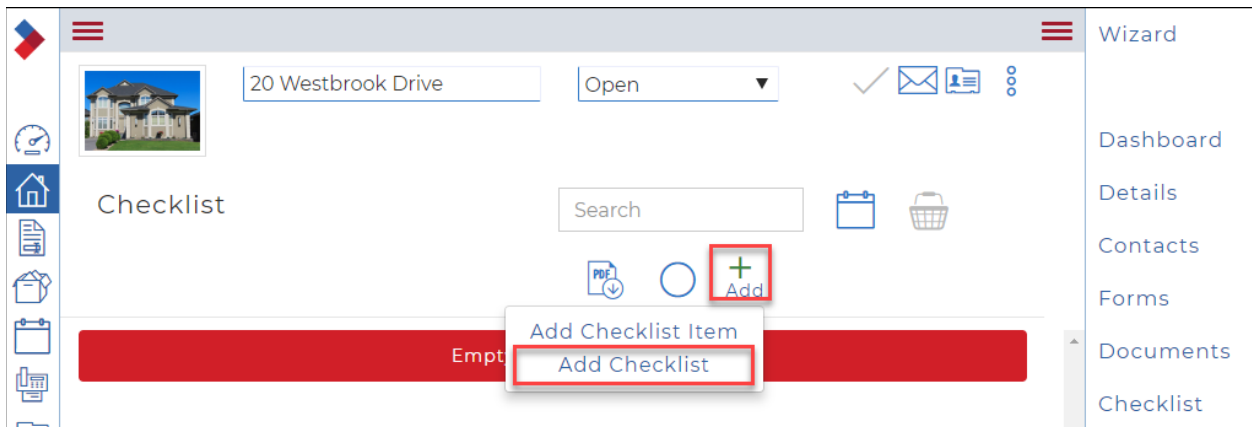 Wizard
20 Westbrook Drive
Open
Dashboard
Checklist
Search
Details
Contacts
PDF
Add
Forms
Add Checklist Item
Add Checklist
Documents
Checklist